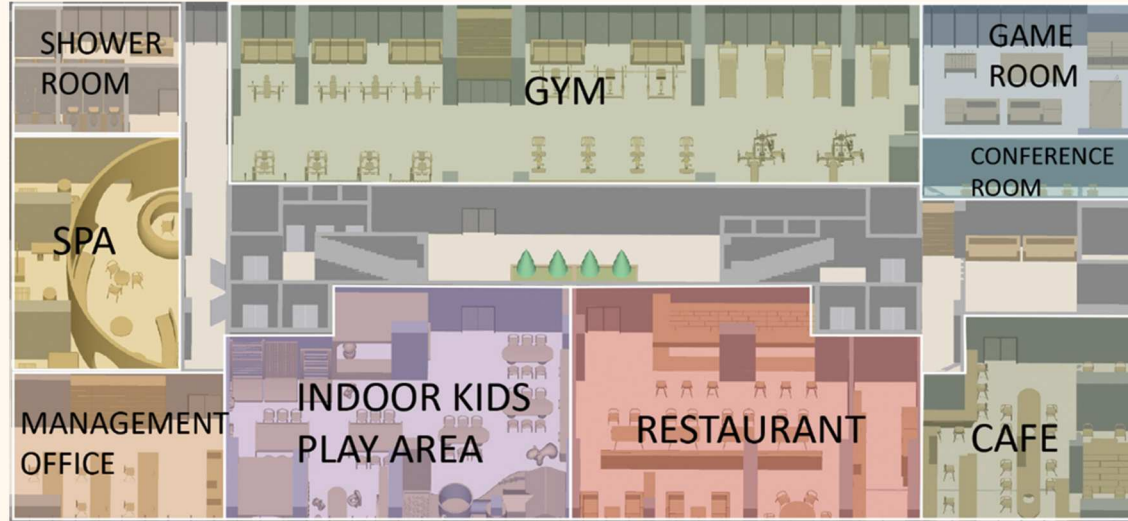 SHOWER
ROOM
GYM
GAME
ROOM
CONFERENCE
ROOM
SPA
MANAGEMENT
OFFICE
INDOOR KIDS
PLAY AREA
RESTAURANT
CAFE